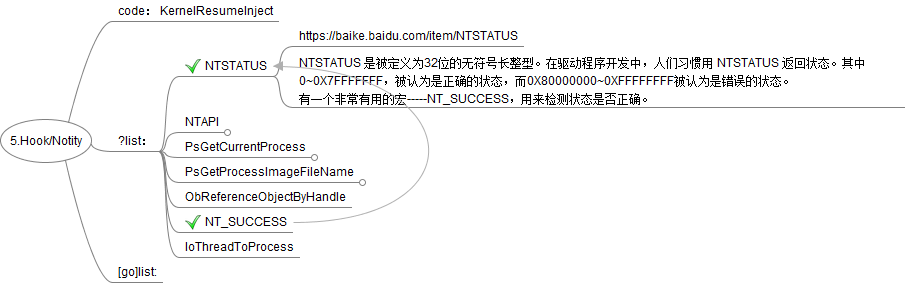 code：KernelResumeInject
https://baike.baidu.com/item/NTSTATUS
NTSTATUS
NTSTATUS 是被定义为32位的无符号长整型。在驱动程序开发中，人们习惯用 NTSTATUS 返回状态。其中
0~0X7FFFFFFF，被认为是正确的状态，而0X80000000~0XFFFFFFFF被认为是错误的状态。
有一个非常有用的宏-----NT_SUCCESS，用来检测状态是否正确。
5.Hook/Notity
?list：
NTAPI
PsGetCurrentProcess
PsGetProcessImageFileName
ObReferenceObjectByHandle
NT_SUCCESS
IoThreadToProcess
[go]list: